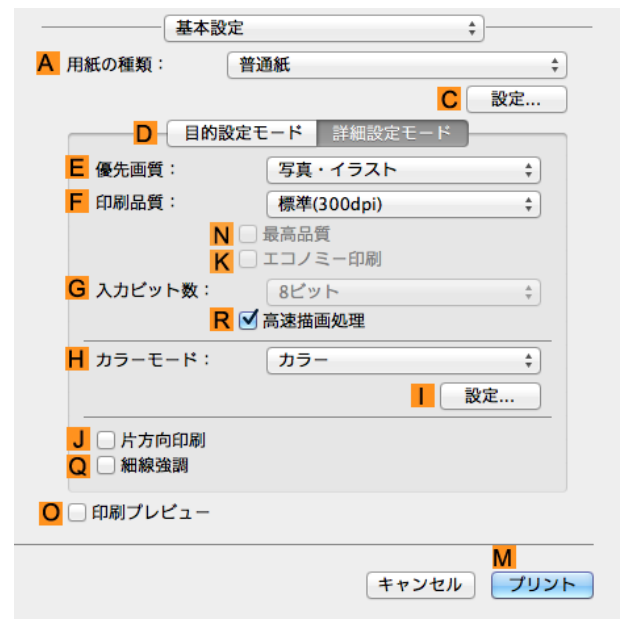 基本設定
A 用紙の種類： 普通紙
C 設定...
D 目的設定モード 詳細設定モード
E 優先画質： 写真・イラスト
F 印刷品質： 標準(300dpi)
N 最高品質
K エコノミー印刷
G 入力ビット数： 8ビット
R 高速描画処理
H カラーモード： カラー
I 設定...
J 片方向印刷
Q 細線強調
O 印刷プレビュー
M
キャンセル プリント